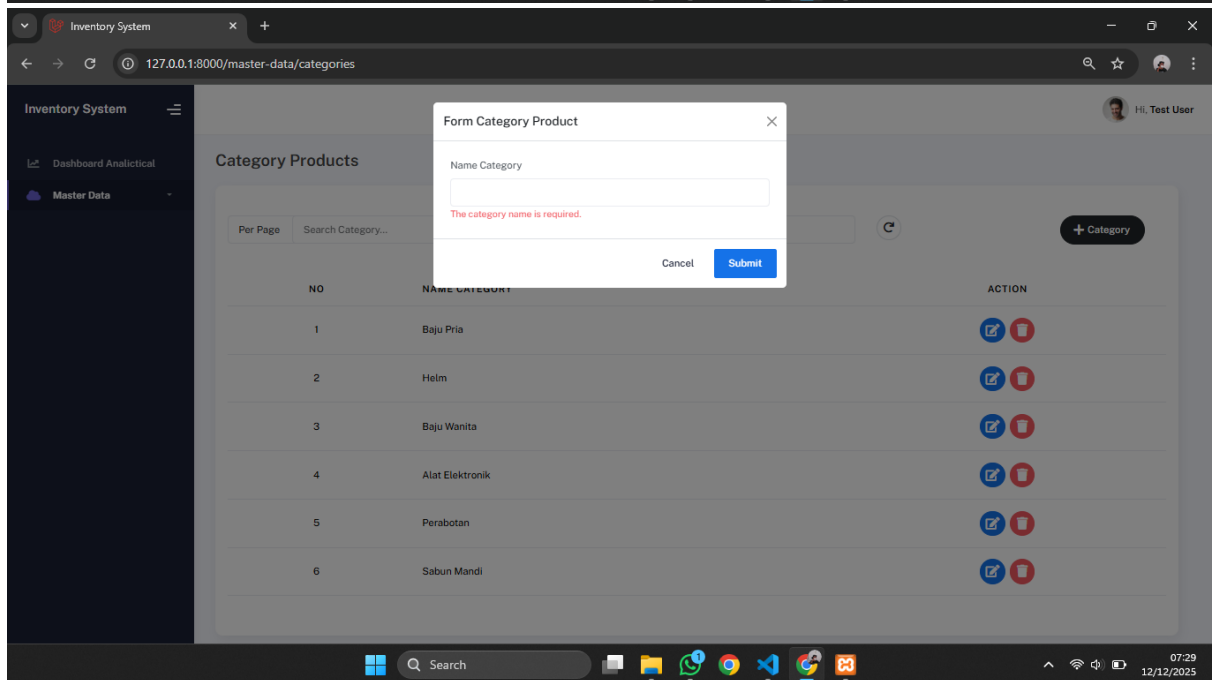 Inventory System
127.0.0.1:8000/master-data/categories
Inventory System
Hi, Test User
Dashboard Analictical
Master Data
Category Products
Form Category Product
Name Category
The category name is required.
Cancel
Submit
Per Page
Search Category...
+ Category
NO
NAME CATEGORY
ACTION
1 Baju Pria
2 Helm
3 Baju Wanita
4 Alat Elektronik
5 Perabotan
6 Sabun Mandi
Search
1
07:29
12/12/2025